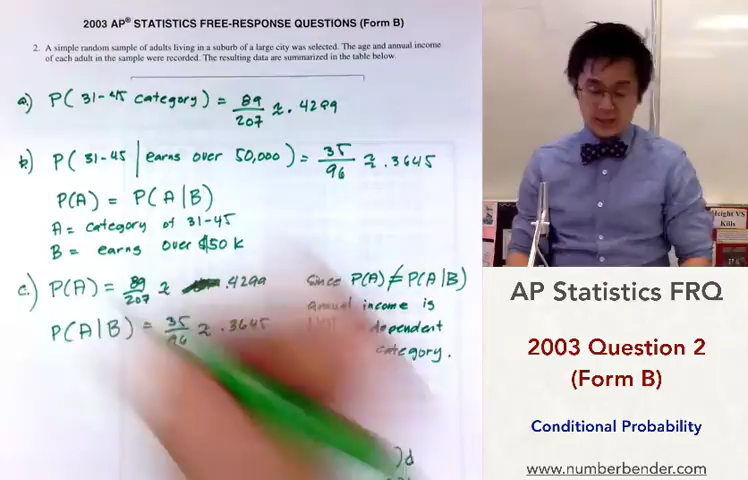 2003 AP® STATISTICS FREE-RESPONSE QUESTIONS (Form B)
2. A simple random sample of adults living in a suburb of a large city was selected. The age and annual income
of each adult in the sample were recorded. The resulting data are summarized in the table below.
a.) P( 31-45 category) = 89/207 ≈ .4299
b.) P( 31-45 | earns over 50,000) = 35/96 ≈ .3645
P(A) = P(A|B)
A = category of 31-45
B = earns over $50k
c.) P(A) = 89/207 ≈ .4299
P(A|B) = 35/96 ≈ .3645
since P(A) ≠ P(A|B)
annual income is
dependent
category.
Height VS
Kills
AP Statistics FRQ
2003 Question 2
(Form B)
Conditional Probability
www.numberbender.com